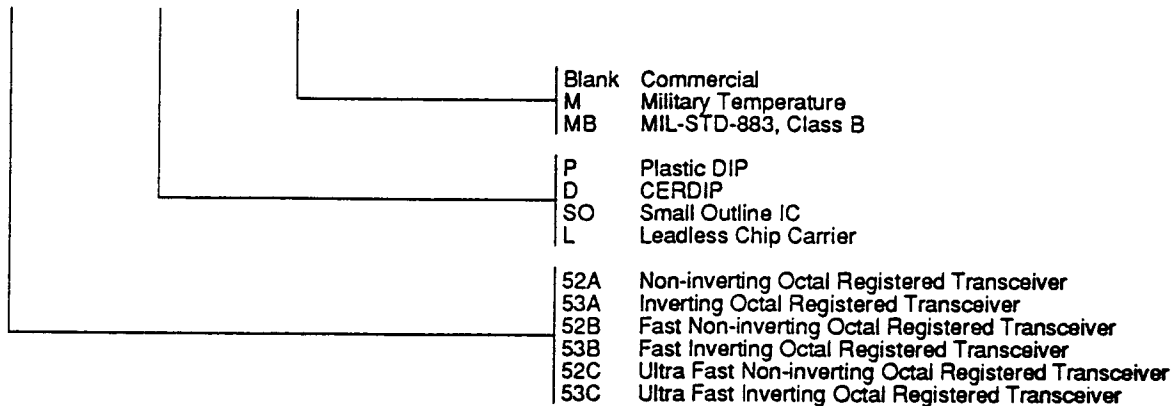 Blank Commercial
M Military Temperature
MB MIL-STD-883, Class B
P Plastic DIP
D CERDIP
SO Small Outline IC
L Leadless Chip Carrier
52A Non-inverting Octal Registered Transceiver
53A Inverting Octal Registered Transceiver
52B Fast Non-inverting Octal Registered Transceiver
53B Fast Inverting Octal Registered Transceiver
52C Ultra Fast Non-inverting Octal Registered Transceiver
53C Ultra Fast Inverting Octal Registered Transceiver